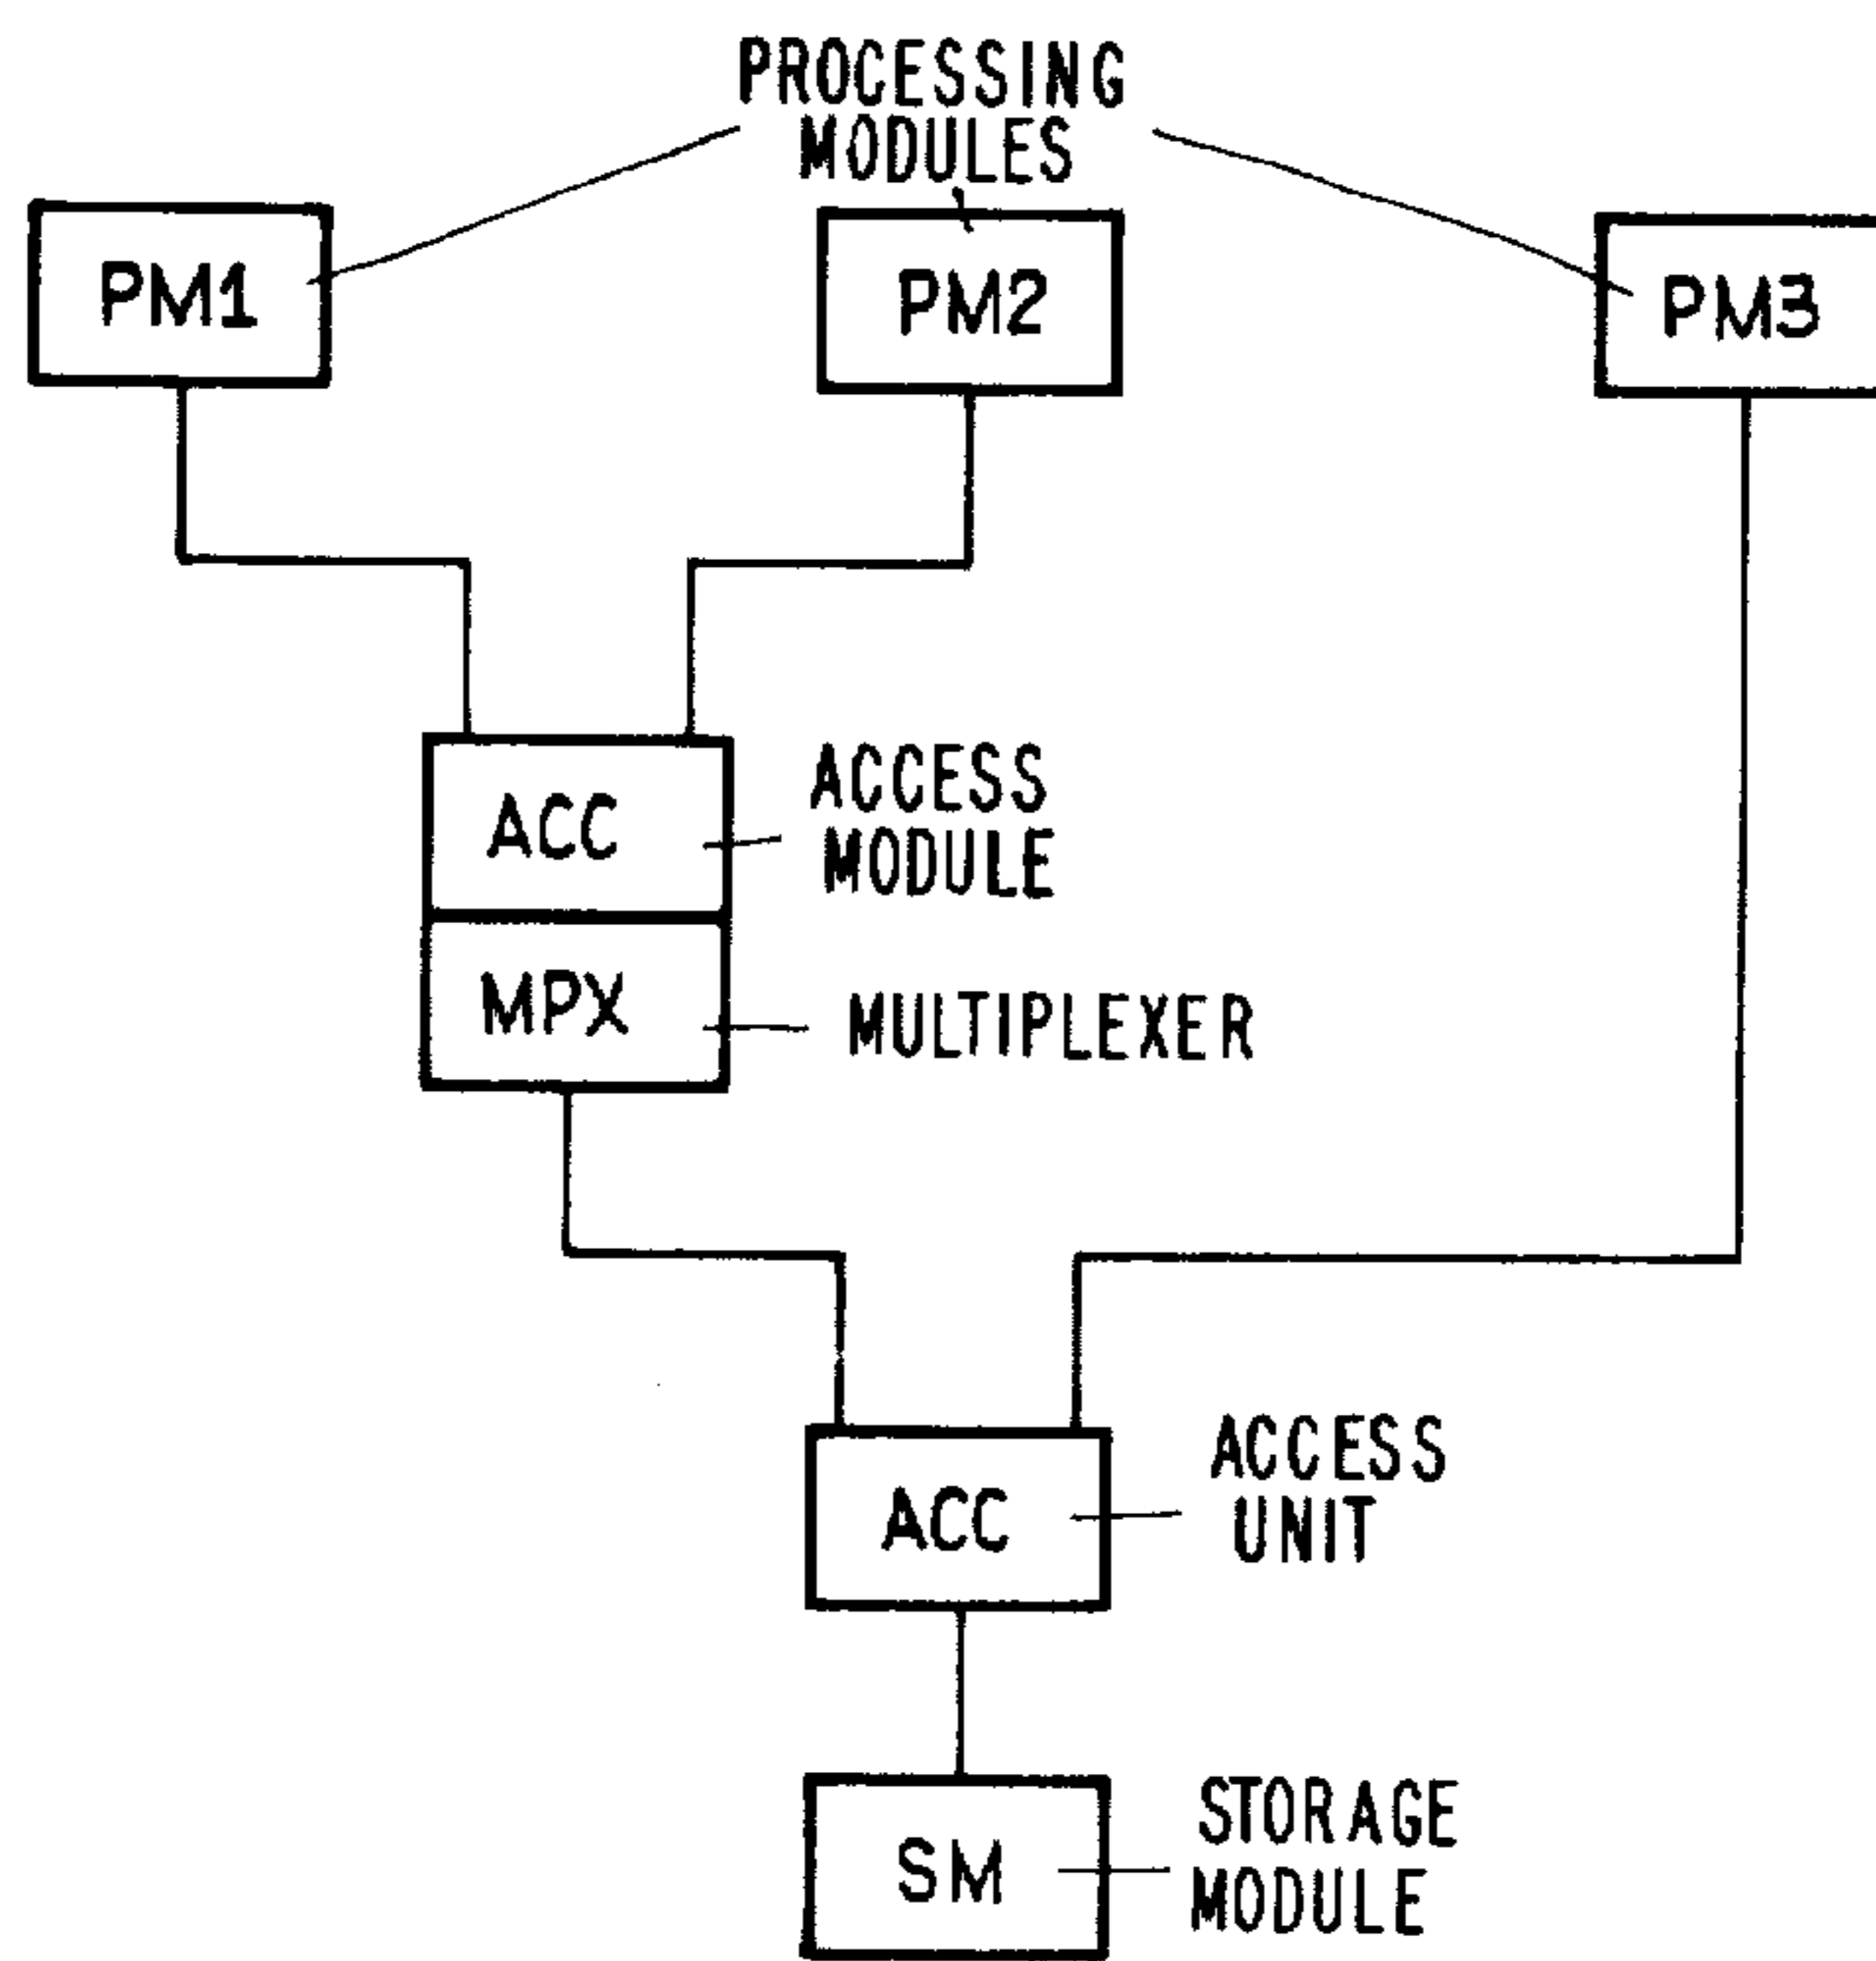 PROCESSING
MODULES
PM1
PM2
PM3
ACC
ACCESS
MODULE
MPX
MULTIPLEXER
ACC
ACCESS
UNIT
SM
STORAGE
MODULE